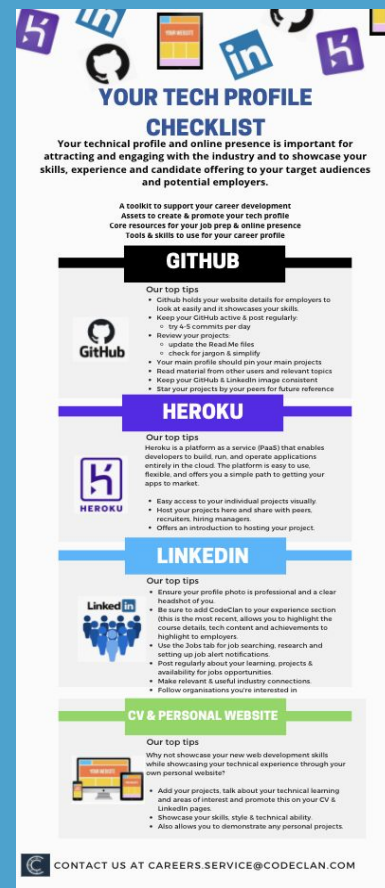 YOUR WEBSITE
in
in
YOUR TECH PROFILE
CHECKLIST
Your technical profile and online presence is important for
attracting and engaging with the industry and to showcase your
skills, experience and candidate offering to your target audiences
and potential employers.
A toolkit to support your career development
Assets to create & promote your tech profile
Core resources for your job prep & online presence
Tools & skills to use for your career profile
GITHUB
Our top tips
• Github holds your website details for employers to
look at easily and it showcases your skills.
• Keep your GitHub active & post regularly:
◦ try 4-5 commits per day
• Review your projects:
◦ update the Read.Me files
◦ check for jargon & simplify
• Your main profile should pin your main projects
• Read material from other users and relevant topics
• Keep your GitHub & LinkedIn image consistent
• Star your projects by your peers for future reference
GitHub
HEROKU
Our top tips
Heroku is a platform as a service (PaaS) that enables
developers to build, run, and operate applications
entirely in the cloud. The platform is easy to use,
flexible, and offers you a simple path to getting your
apps to market.
• Easy access to your individual projects visually.
• Host your projects here and share with peers,
recruiters, hiring managers.
• Offers an introduction to hosting your project.
HEROKU
LINKEDIN
Our top tips
• Ensure your profile photo is professional and a clear
headshot of you.
• Be sure to add CodeClan to your experience section
(this is the most recent, allows you to highlight the
course details, tech content and achievements to
highlight to employers.
• Use the Jobs tab for job searching, research and
setting up job alert notifications.
• Post regularly about your learning, projects &
availability for jobs opportunities.
• Make relevant & useful industry connections.
• Follow organisations you're interested in
Linked in
CV & PERSONAL WEBSITE
Our top tips
Why not showcase your new web development skills
while showcasing your technical experience through your
own personal website?
• Add your projects, talk about your technical learning
and areas of interest and promote this on your CV &
LinkedIn pages.
• Showcase your skills, style & technical ability.
• Also allows you to demonstrate any personal projects.
YOUR WEBSITE
CONTACT US AT CAREERS.SERVICE@CODECLAN.COM